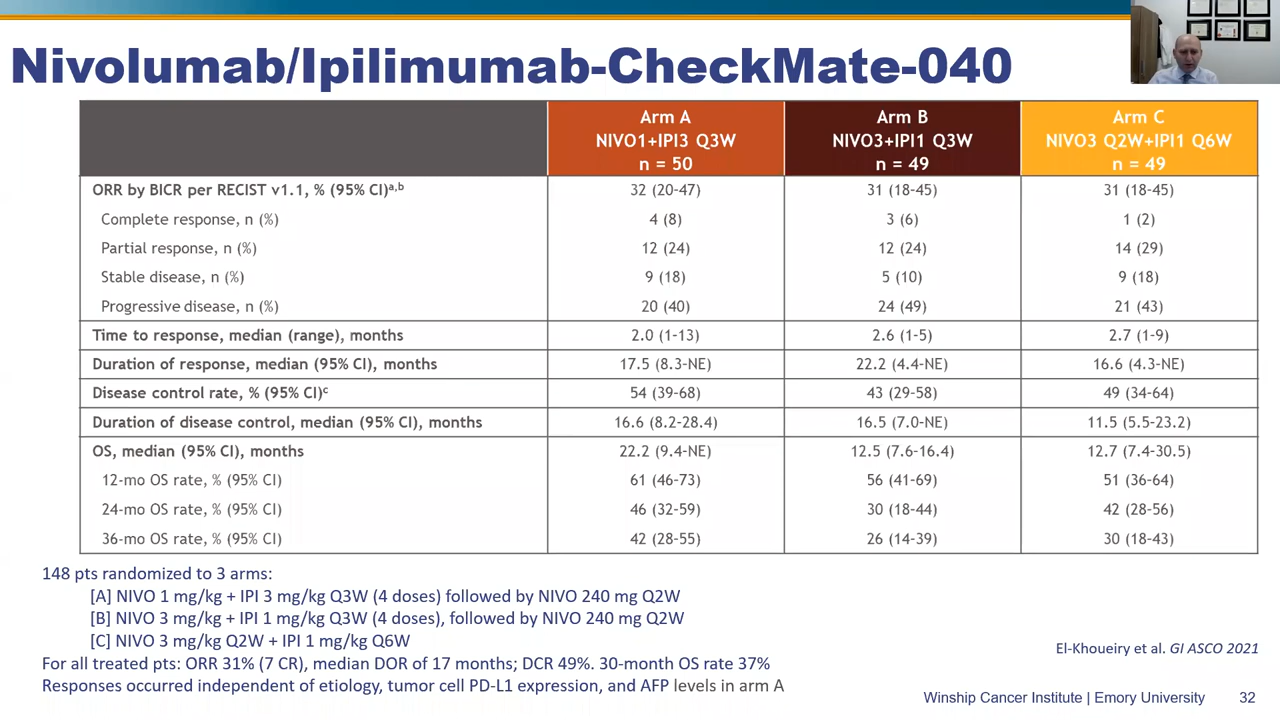 Nivolumab/Ipilimumab-CheckMate-040
Arm A NIVO1+IPI3 Q3W n = 50 Arm B NIVO3+IPI1 Q3W n = 49 Arm C NIVO3 Q2W+IPI1 Q6W n = 49
ORR by BICR per RECIST v1.1, % (95% CI)a,b 32 (20-47) 31 (18-45) 31 (18-45)
Complete response, n (%) 4 (8) 3 (6) 1 (2)
Partial response, n (%) 12 (24) 12 (24) 14 (29)
Stable disease, n (%) 9 (18) 5 (10) 9 (18)
Progressive disease, n (%) 20 (40) 24 (49) 21 (43)
Time to response, median (range), months 2.0 (1-13) 2.6 (1-5) 2.7 (1-9)
Duration of response, median (95% CI), months 17.5 (8.3-NE) 22.2 (4.4-NE) 16.6 (4.3-NE)
Disease control rate, % (95% CI)c 54 (39-68) 43 (29-58) 49 (34-64)
Duration of disease control, median (95% CI), months 16.6 (8.2-28.4) 16.5 (7.0-NE) 11.5 (5.5-23.2)
OS, median (95% CI), months 22.2 (9.4-NE) 12.5 (7.6-16.4) 12.7 (7.4-30.5)
12-mo OS rate, % (95% CI) 61 (46-73) 56 (41-69) 51 (36-64)
24-mo OS rate, % (95% CI) 46 (32-59) 30 (18-44) 42 (28-56)
36-mo OS rate, % (95% CI) 42 (28-55) 26 (14-39) 30 (18-43)
148 pts randomized to 3 arms:
[A] NIVO 1 mg/kg + IPI 3 mg/kg Q3W (4 doses) followed by NIVO 240 mg Q2W
[B] NIVO 3 mg/kg + IPI 1 mg/kg Q3W (4 doses), followed by NIVO 240 mg Q2W
[C] NIVO 3 mg/kg Q2W + IPI 1 mg/kg Q6W
For all treated pts: ORR 31% (7 CR), median DOR of 17 months; DCR 49%. 30-month OS rate 37%
Responses occurred independent of etiology, tumor cell PD-L1 expression, and AFP levels in arm A
El-Khoueiry et al. GI ASCO 2021
Winship Cancer Institute | Emory University 32